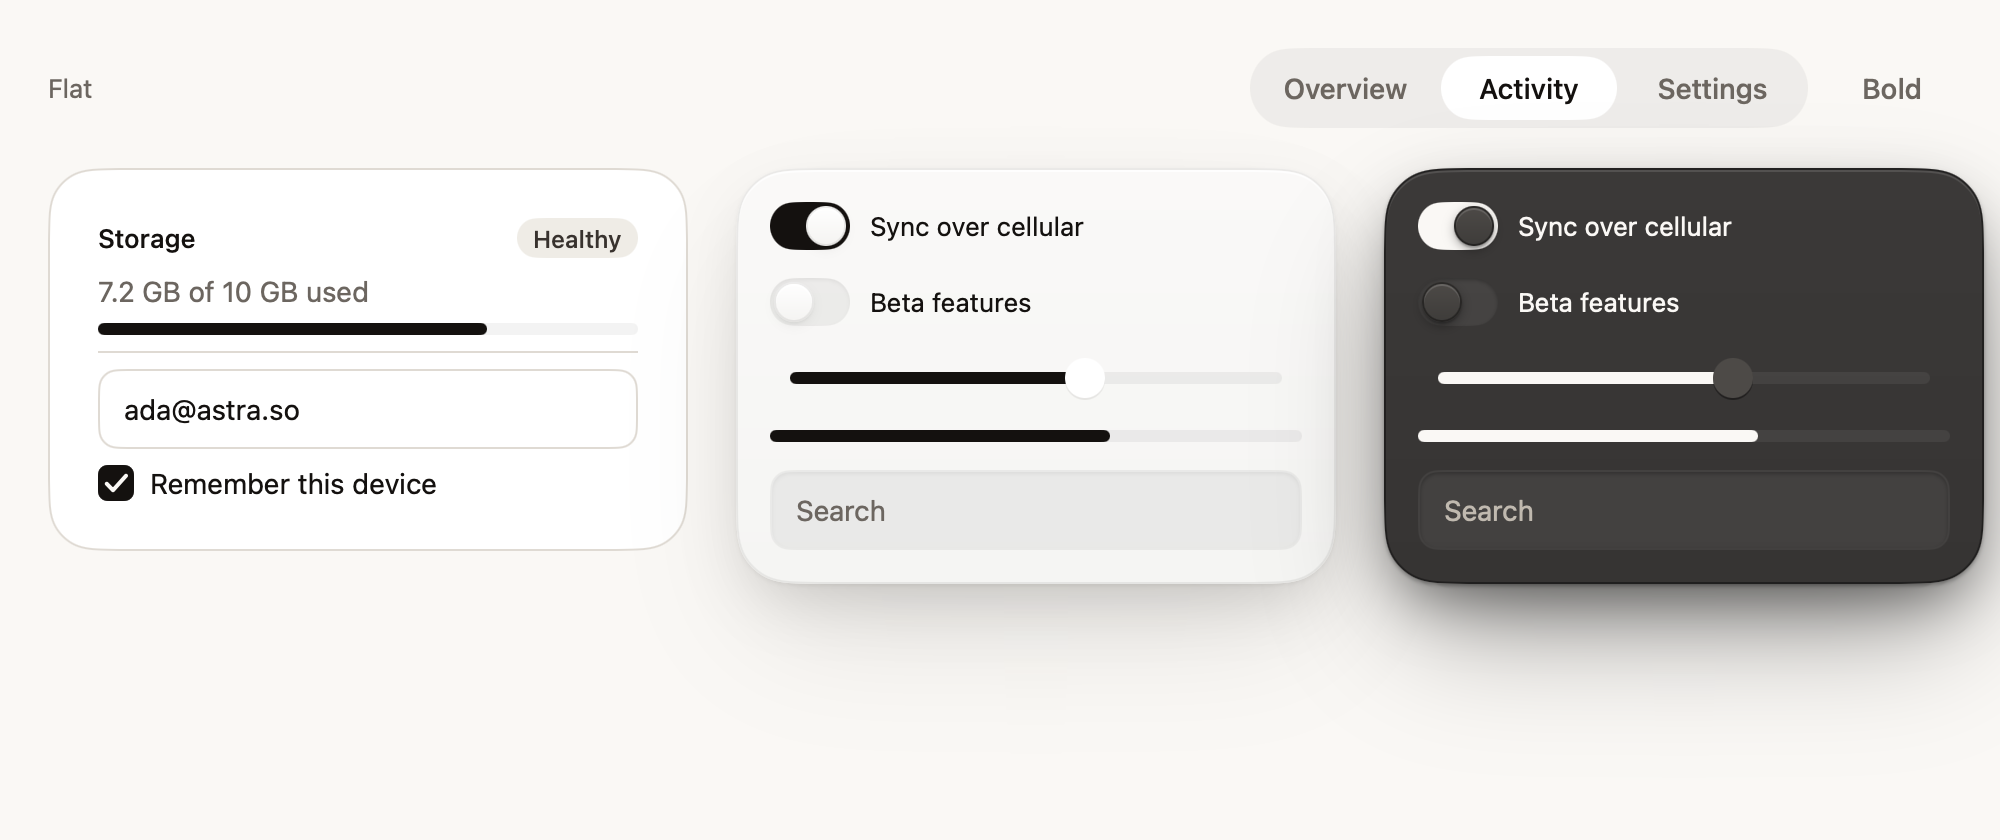 Flat
Overview Activity Settings Bold
Storage Healthy
7.2 GB of 10 GB used
ada@astra.so
Remember this device
Sync over cellular
Beta features
Search
Sync over cellular
Beta features
Search